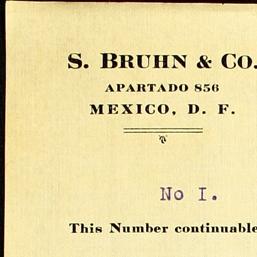 S. BRUHN & CO.
APARTADO 856
MEXICO, D. F.
No I.
This Number continuable